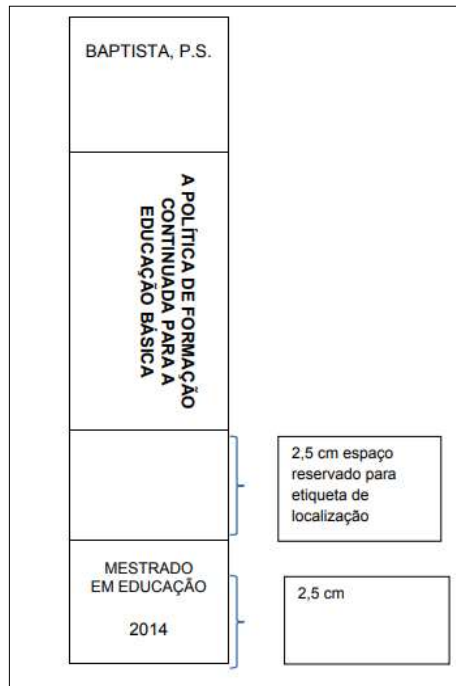 BAPTISTA, P.S.
A POLÍTICA DE FORMAÇÃO
CONTINUADA PARA A
EDUCAÇÃO BÁSICA
2,5 cm espaço
reservado para
etiqueta de
localização
MESTRADO
EM EDUCAÇÃO
2014
2,5 cm